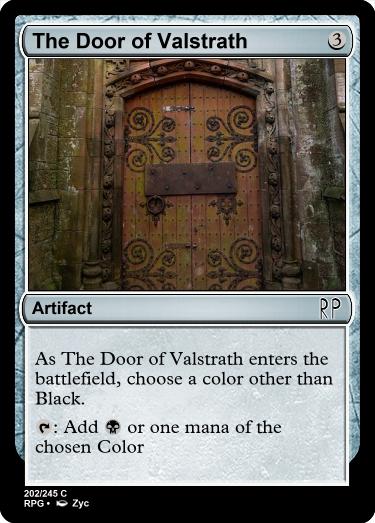 The Door of Valstrath 3
Artifact RP
As The Door of Valstrath enters the
battlefield, choose a color other than
Black.
: Add or one mana of the
chosen Color
202/245 C
RPG • Zyc